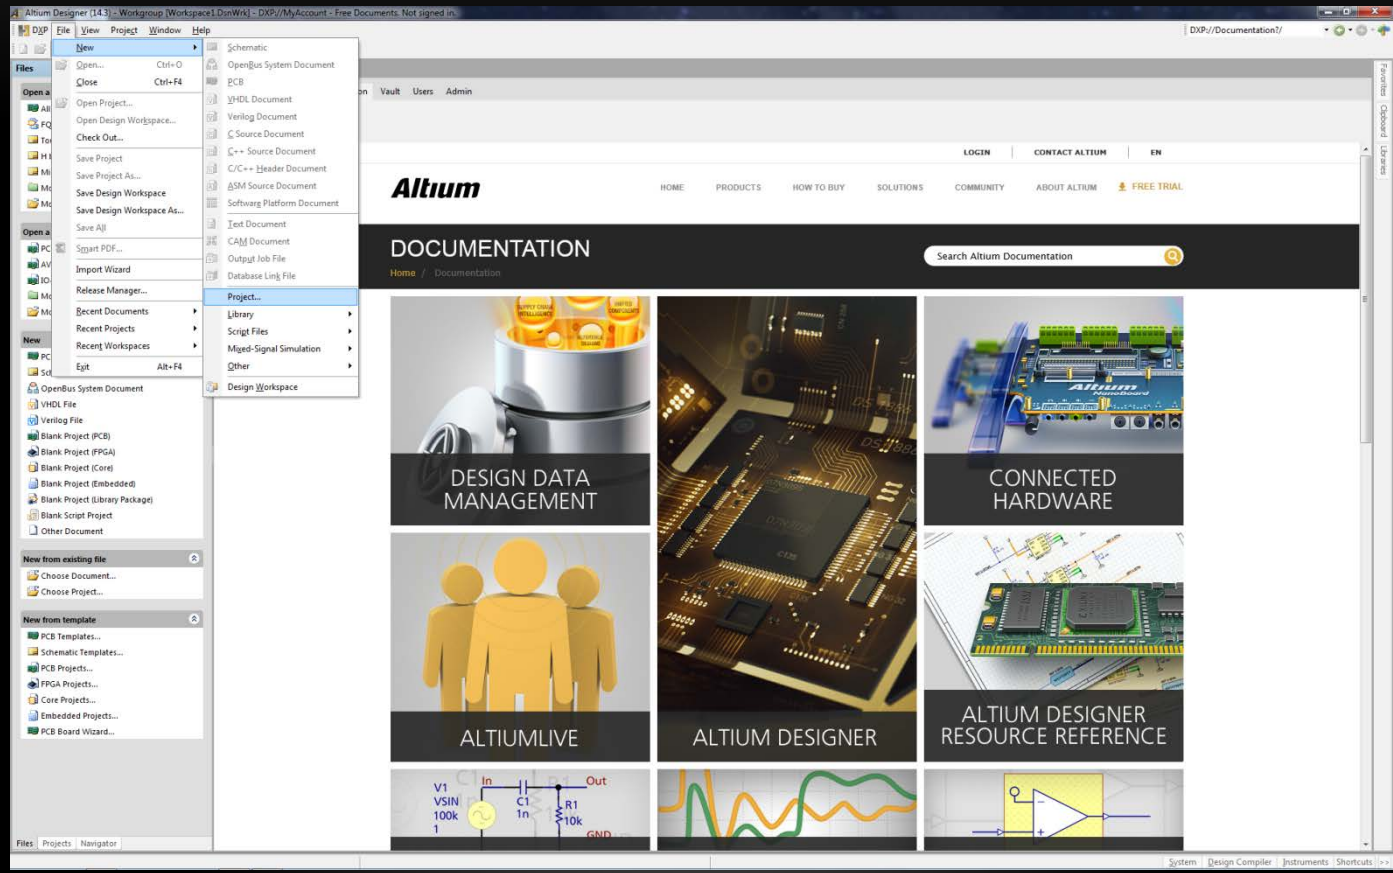 Altium Designer (14.3) - Workgroup [Workspace1.DsnWrk] - DXP://MyAccount - Free Documents. Not signed in.
DXP File View Project Window Help
DXP://Documentation?/
New
Open... Ctrl+O
Close Ctrl+F4
Open Project...
Open Design Workspace...
Check Out...
Save Project
Save Project As...
Save Design Workspace
Save Design Workspace As...
Save All
Smart PDF...
Import Wizard
Release Manager...
Recent Documents
Recent Projects
Recent Workspaces
Exit Alt+F4
Schematic
OpenBus System Document
PCB
VHDL Document
Verilog Document
C Source Document
C++ Source Document
C/C++ Header Document
ASM Source Document
Software Platform Document
Text Document
CAM Document
Output Job File
Database Link File
Project...
Library
Script Files
Mixed-Signal Simulation
Other
Design Workspace
Files
Open a
Open a
New
OpenBus System Document
VHDL File
Verilog File
Blank Project (PCB)
Blank Project (FPGA)
Blank Project (Core)
Blank Project (Embedded)
Blank Project (Library Package)
Blank Script Project
Other Document
New from existing file
Choose Document...
Choose Project...
New from template
PCB Templates...
Schematic Templates...
PCB Projects...
FPGA Projects...
Core Projects...
Embedded Projects...
PCB Board Wizard...
Files Projects Navigator
Vault Users Admin
LOGIN CONTACT ALTIUM EN
Altium
HOME PRODUCTS HOW TO BUY SOLUTIONS COMMUNITY ABOUT ALTIUM FREE TRIAL
DOCUMENTATION
Home / Documentation
Search Altium Documentation
SUPPLY CHAIN INTELLIGENCE
UNIFIED COMPONENTS
DESIGN DATA
MANAGEMENT
Altium
NanoBoard
CONNECTED
HARDWARE
ALTIUMLIVE
ALTIUM DESIGNER
ALTIUM DESIGNER
RESOURCE REFERENCE
V1
VSIN
100k
1
In
C1
1n
Out
R1
10k
GND
Favorites
Clipboard
Libraries
System Design Compiler Instruments Shortcuts >>